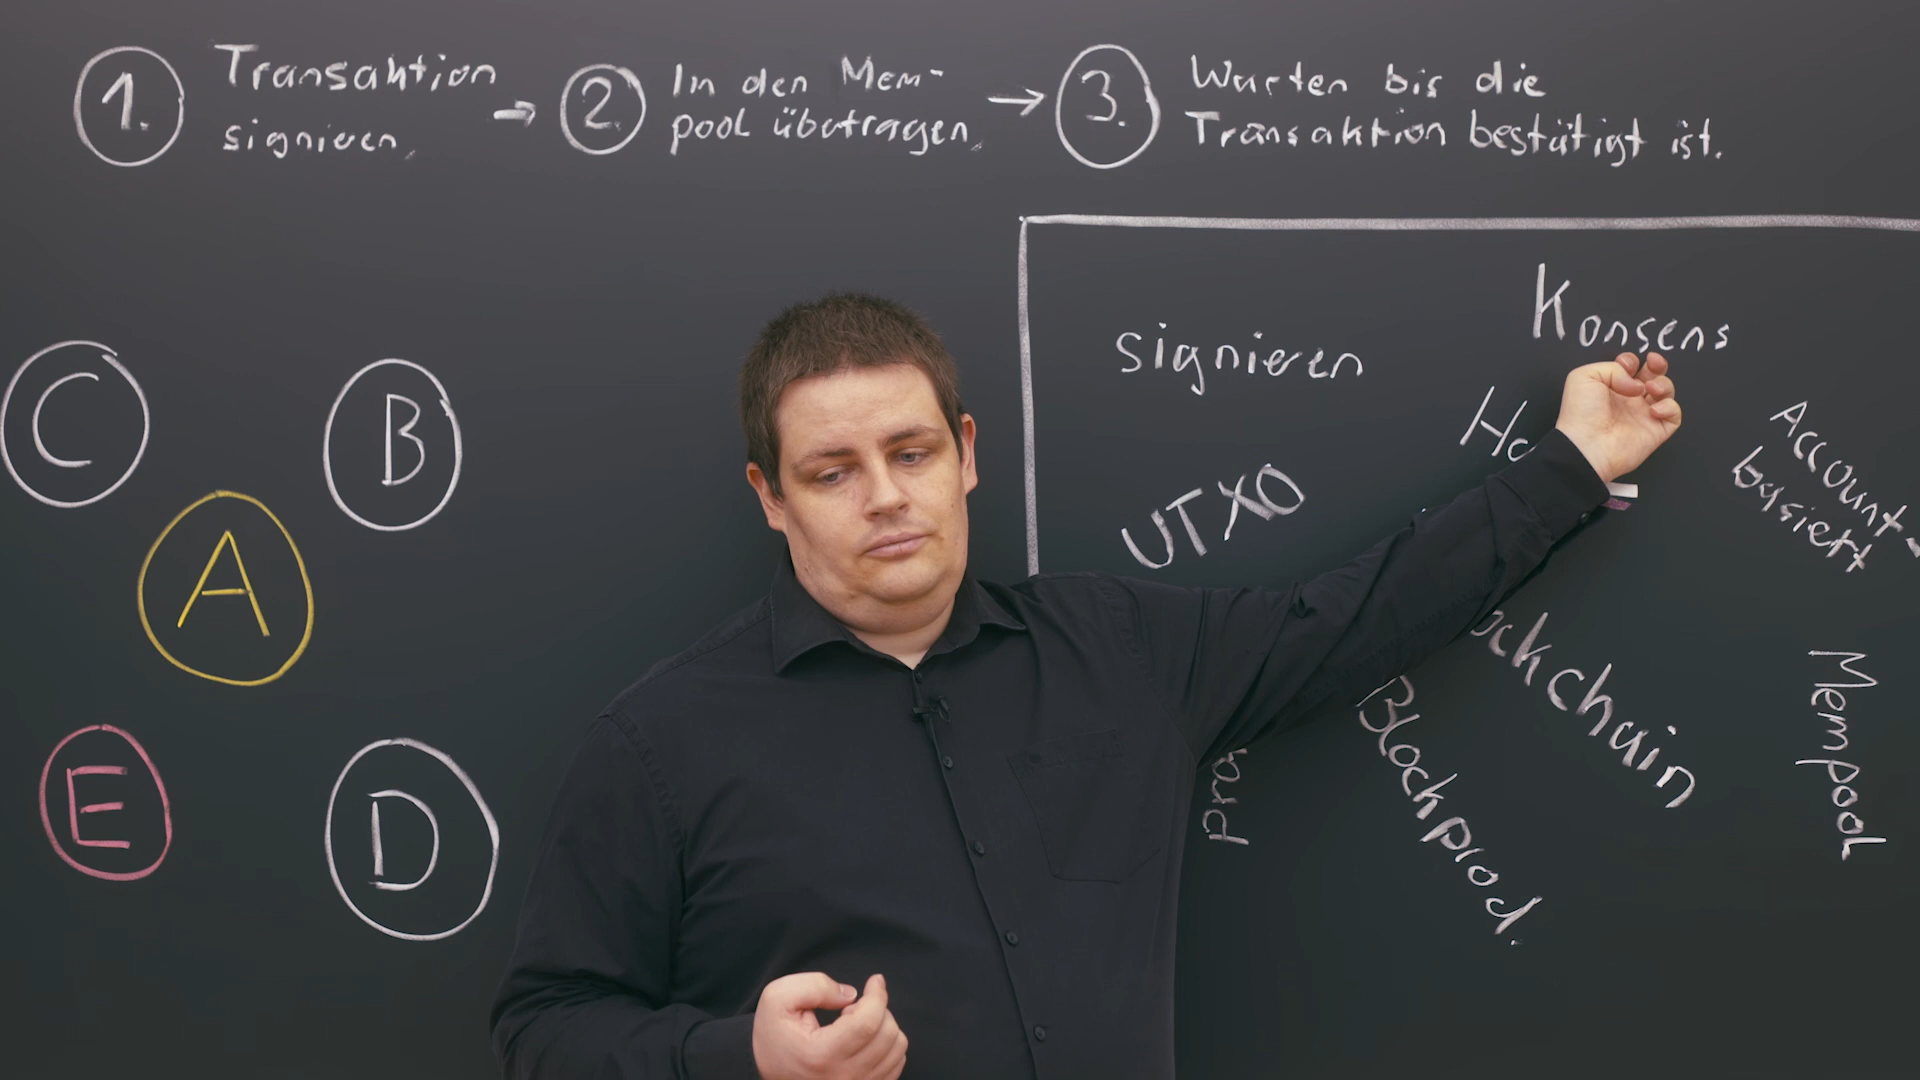 1.
Transaktion
signieren.
2.
In den Mem-
pool übertragen.
3.
Warten bis die
Transaktion bestätigt ist.
C
B
A
E
D
Konsens
signieren
UTXO
Account-
basiert
Mempool
Blockprod.